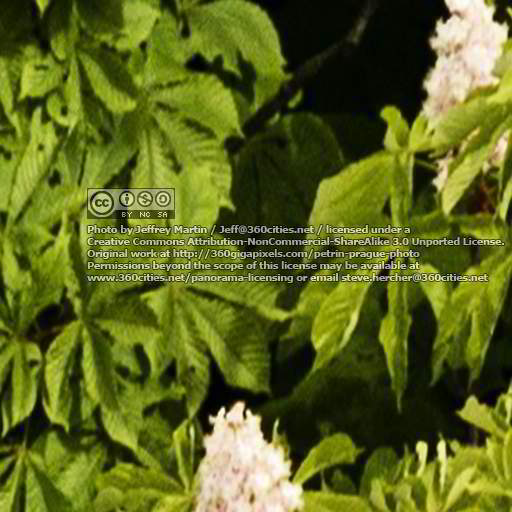 cc BY NC SA
Photo by Jeffrey Martin / Jeff@360cities.net / licensed under a
Creative Commons Attribution-NonCommercial-ShareAlike 3.0 Unported License.
Original work at http://360gigapixels.com/petrin-prague-photo
Permissions beyond the scope of this license may be available at
www.360cities.net/panorama-licensing or email steve.hercher@360cities.net